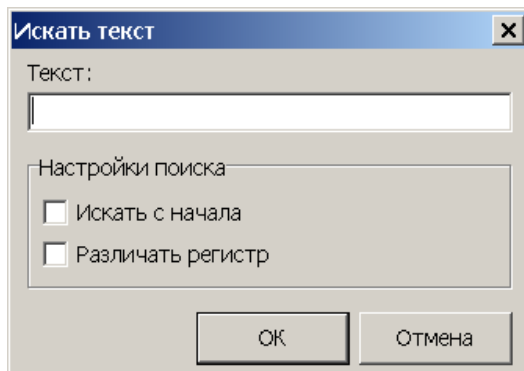 Искать текст
Текст:
Настройки поиска
Искать с начала
Различать регистр
ОК
Отмена